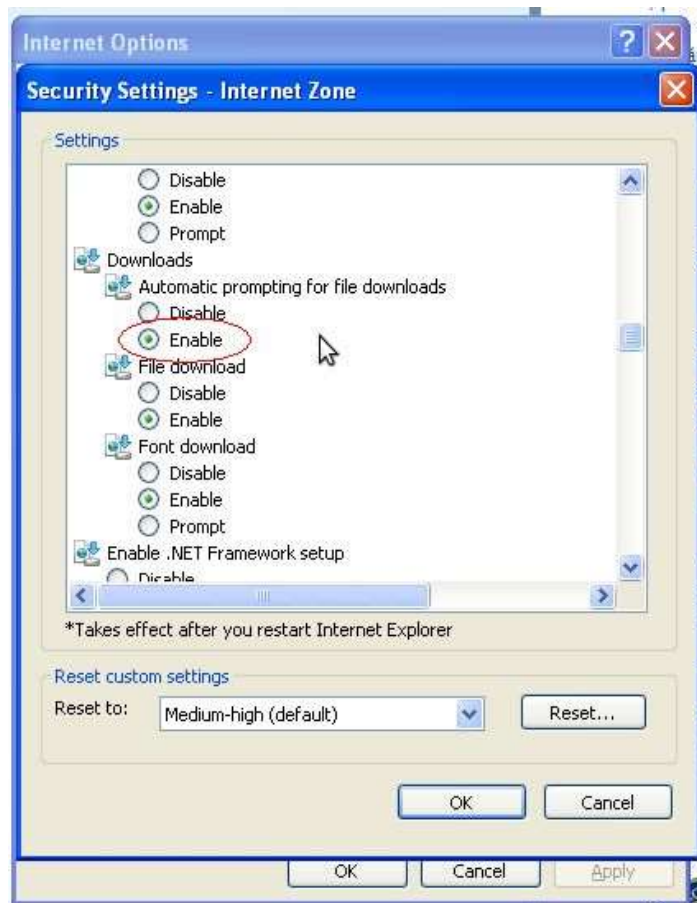 Internet Options
Security Settings - Internet Zone
Settings
Disable
Enable
Prompt
Downloads
Automatic prompting for file downloads
Disable
Enable
File download
Disable
Enable
Font download
Disable
Enable
Prompt
Enable .NET Framework setup
Disable
*Takes effect after you restart Internet Explorer
Reset custom settings
Reset to: Medium-high (default) Reset...
OK Cancel
OK Cancel Apply